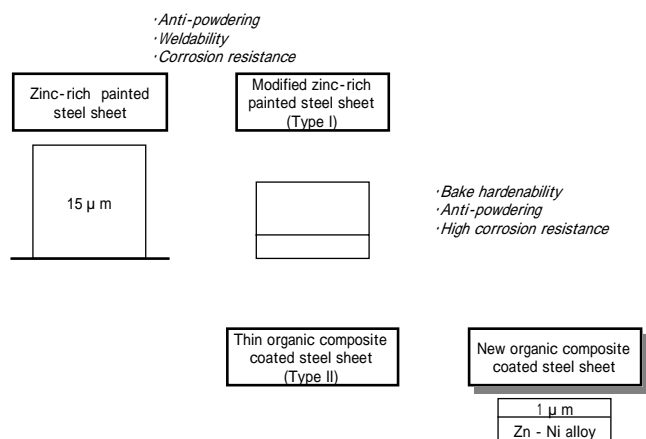 ·Anti-powdering
·Weldability
·Corrosion resistance
Zinc-rich painted
steel sheet
Modified zinc-rich
painted steel sheet
(Type I)
15 μ m
·Bake hardenability
·Anti-powdering
·High corrosion resistance
Thin organic composite
coated steel sheet
(Type II)
New organic composite
coated steel sheet
1 μ m
Zn - Ni alloy